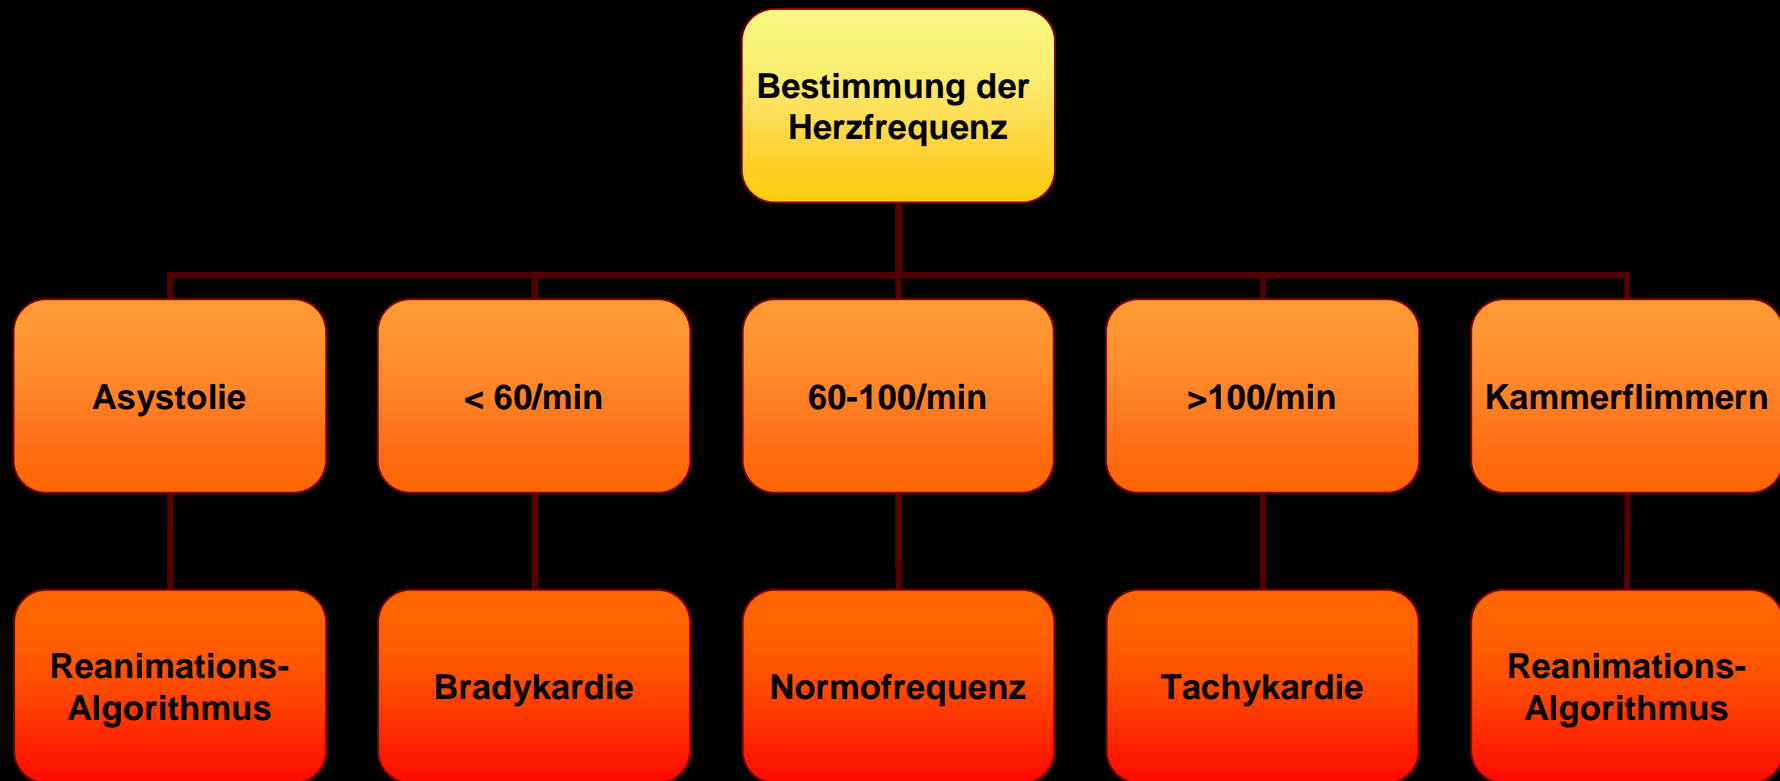 Bestimmung der
Herzfrequenz
Asystolie
< 60/min
60-100/min
>100/min
Kammerflimmern
Reanimations-
Algorithmus
Bradykardie
Normofrequenz
Tachykardie
Reanimations-
Algorithmus